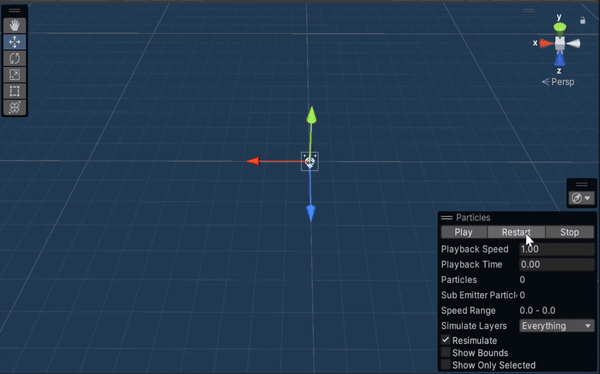 y
x
z
< Persp
Particles
Play Restart Stop
Playback Speed 1.00
Playback Time 0.00
Particles 0
Sub Emitter Particl 0
Speed Range 0.0 - 0.0
Simulate Layers Everything
Resimulate
Show Bounds
Show Only Selected